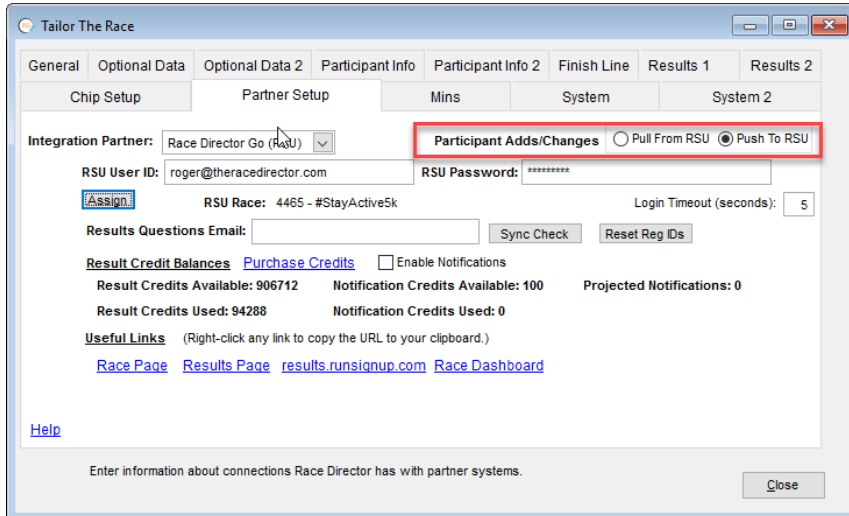 Tailor The Race
General Optional Data Optional Data 2 Participant Info Participant Info 2 Finish Line Results 1 Results 2
Chip Setup Partner Setup Mins System System 2
Integration Partner: Race Director Go (RSU) Participant Adds/Changes Pull From RSU Push To RSU
RSU User ID: roger@theracedirector.com RSU Password: *********
Assign RSU Race: 4465 - #StayActive5k Login Timeout (seconds): 5
Results Questions Email: Sync Check Reset Reg IDs
Result Credit Balances Purchase Credits Enable Notifications
Result Credits Available: 906712 Notification Credits Available: 100 Projected Notifications: 0
Result Credits Used: 94288 Notification Credits Used: 0
Useful Links (Right-click any link to copy the URL to your clipboard.)
Race Page Results Page results.runsignup.com Race Dashboard
Help
Enter information about connections Race Director has with partner systems.
Close